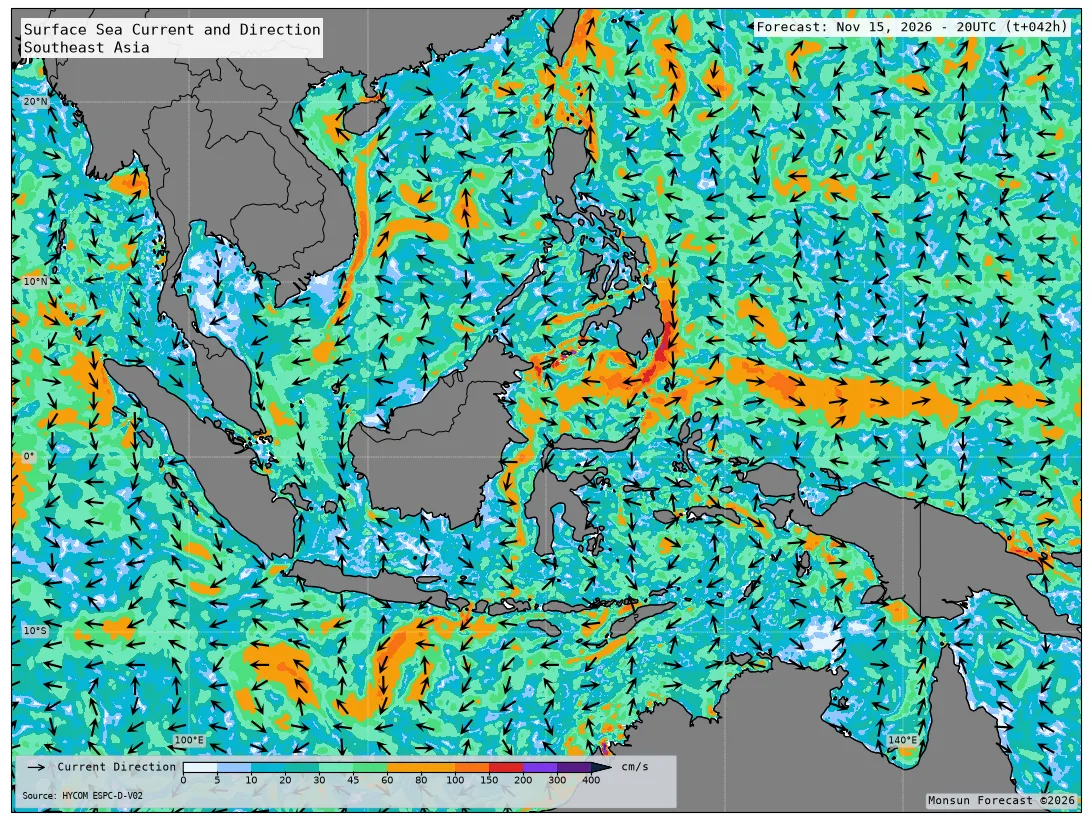 Surface Sea Current and Direction
Southeast Asia
Forecast: Nov 15, 2026 - 20UTC (t+042h)
20°N
10°N
0°
10°S
100°E
140°E
Current Direction
0 5 10 20 30 45 60 80 100 150 200 300 400
cm/s
Source: HYCOM ESPC-D-V02
Monsun Forecast ©2026